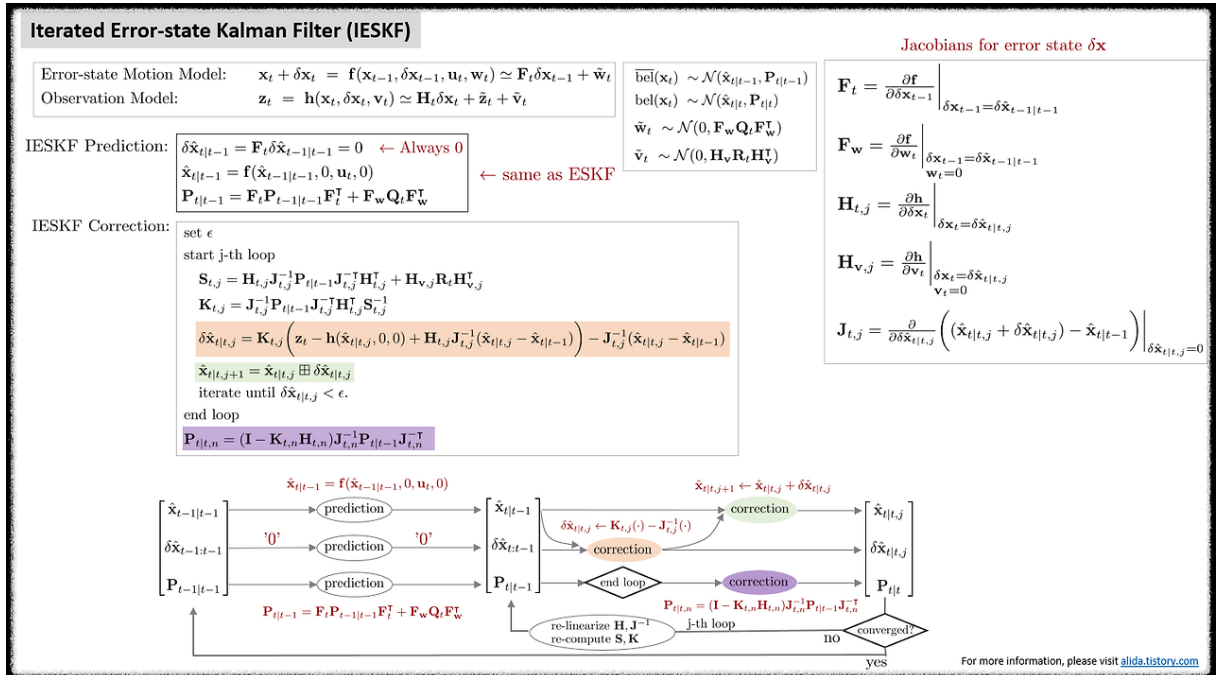 Iterated Error-state Kalman Filter (IESKF)
Error-state Motion Model: x_t + δx_t = f(x_{t−1}, δx_{t−1}, u_t, w_t) ≃ F_t δx_{t−1} + w̃_t
Observation Model: z_t = h(x_t, δx_t, v_t) ≃ H_t δx_t + z̃_t + ṽ_t
b̅e̅l̅(x_t) ∼ N(x̂_{t|t−1}, P_{t|t−1})
bel(x_t) ∼ N(x̂_{t|t}, P_{t|t})
w̃_t ∼ N(0, F_w Q_t F_w^⊺)
ṽ_t ∼ N(0, H_v R_t H_v^⊺)
IESKF Prediction:
δx̂_{t|t−1} = F_t δx̂_{t−1|t−1} = 0 ← Always 0
x̂_{t|t−1} = f(x̂_{t−1|t−1}, 0, u_t, 0)
P_{t|t−1} = F_t P_{t−1|t−1} F_t^⊺ + F_w Q_t F_w^⊺
← same as ESKF
IESKF Correction:
set ϵ
start j-th loop
S_{t,j} = H_{t,j} J_{t,j}^{−1} P_{t|t−1} J_{t,j}^{−⊺} H_{t,j}^⊺ + H_{v,j} R_t H_{v,j}^⊺
K_{t,j} = J_{t,j}^{−1} P_{t|t−1} J_{t,j}^{−⊺} H_{t,j}^⊺ S_{t,j}^{−1}
δx̂_{t|t,j} = K_{t,j}(z_t − h(x̂_{t|t,j}, 0, 0) + H_{t,j} J_{t,j}^{−1}(x̂_{t|t,j} − x̂_{t|t−1})) − J_{t,j}^{−1}(x̂_{t|t,j} − x̂_{t|t−1})
x̂_{t|t,j+1} = x̂_{t|t,j} ⊞ δx̂_{t|t,j}
iterate until δx̂_{t|t,j} < ϵ.
end loop
P_{t|t,n} = (I − K_{t,n} H_{t,n}) J_{t,n}^{−1} P_{t|t−1} J_{t,n}^{−⊺}
Jacobians for error state δx
F_t = ∂f/∂δx_{t−1} |_{δx_{t−1}=δx̂_{t−1|t−1}}
F_w = ∂f/∂w_t |_{δx_{t−1}=δx̂_{t−1|t−1}, w_t=0}
H_{t,j} = ∂h/∂δx_t |_{δx_t=δx̂_{t|t,j}}
H_{v,j} = ∂h/∂v_t |_{δx_t=δx̂_{t|t,j}, v_t=0}
J_{t,j} = ∂/∂δx̂_{t|t,j} ((x̂_{t|t,j} + δx̂_{t|t,j}) − x̂_{t|t−1}) |_{δx̂_{t|t,j}=0}
x̂_{t|t−1} = f(x̂_{t−1|t−1}, 0, u_t, 0)
x̂_{t|t,j+1} ← x̂_{t|t,j} + δx̂_{t|t,j}
x̂_{t−1|t−1}
prediction
x̂_{t|t−1}
correction
x̂_{t|t,j}
δx̂_{t|t,j} ← K_{t,j}(·) − J_{t,j}^{−1}(·)
δx̂_{t−1:t−1}
'0'
prediction
'0'
δx̂_{t:t−1}
correction
δx̂_{t|t,j}
P_{t−1|t−1}
prediction
P_{t|t−1}
end loop
correction
P_{t|t}
P_{t|t−1} = F_t P_{t−1|t−1} F_t^⊺ + F_w Q_t F_w^⊺
P_{t|t,n} = (I − K_{t,n} H_{t,n}) J_{t,n}^{−1} P_{t|t−1} J_{t,n}^{−⊺}
re-linearize H, J^{−1}
re-compute S, K
j-th loop
no
converged?
yes
For more information, please visit alida.tistory.com